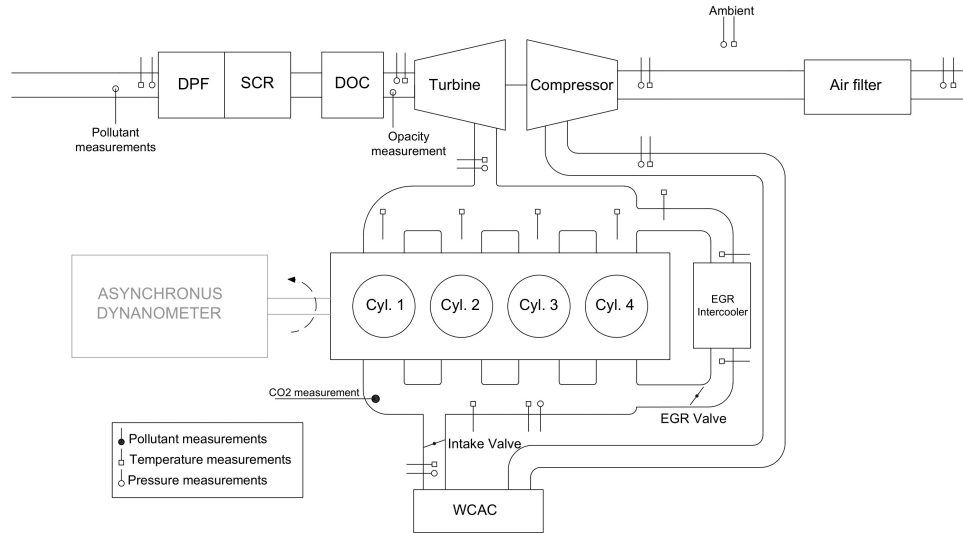 Ambient
DPF
SCR
DOC
Turbine
Compressor
Air filter
Pollutant
measurements
Opacity
measurement
ASYNCHRONUS
DYNANOMETER
Cyl. 1
Cyl. 2
Cyl. 3
Cyl. 4
EGR
Intercooler
CO2 measurement
EGR Valve
Intake Valve
Pollutant measurements
Temperature measurements
Pressure measurements
WCAC